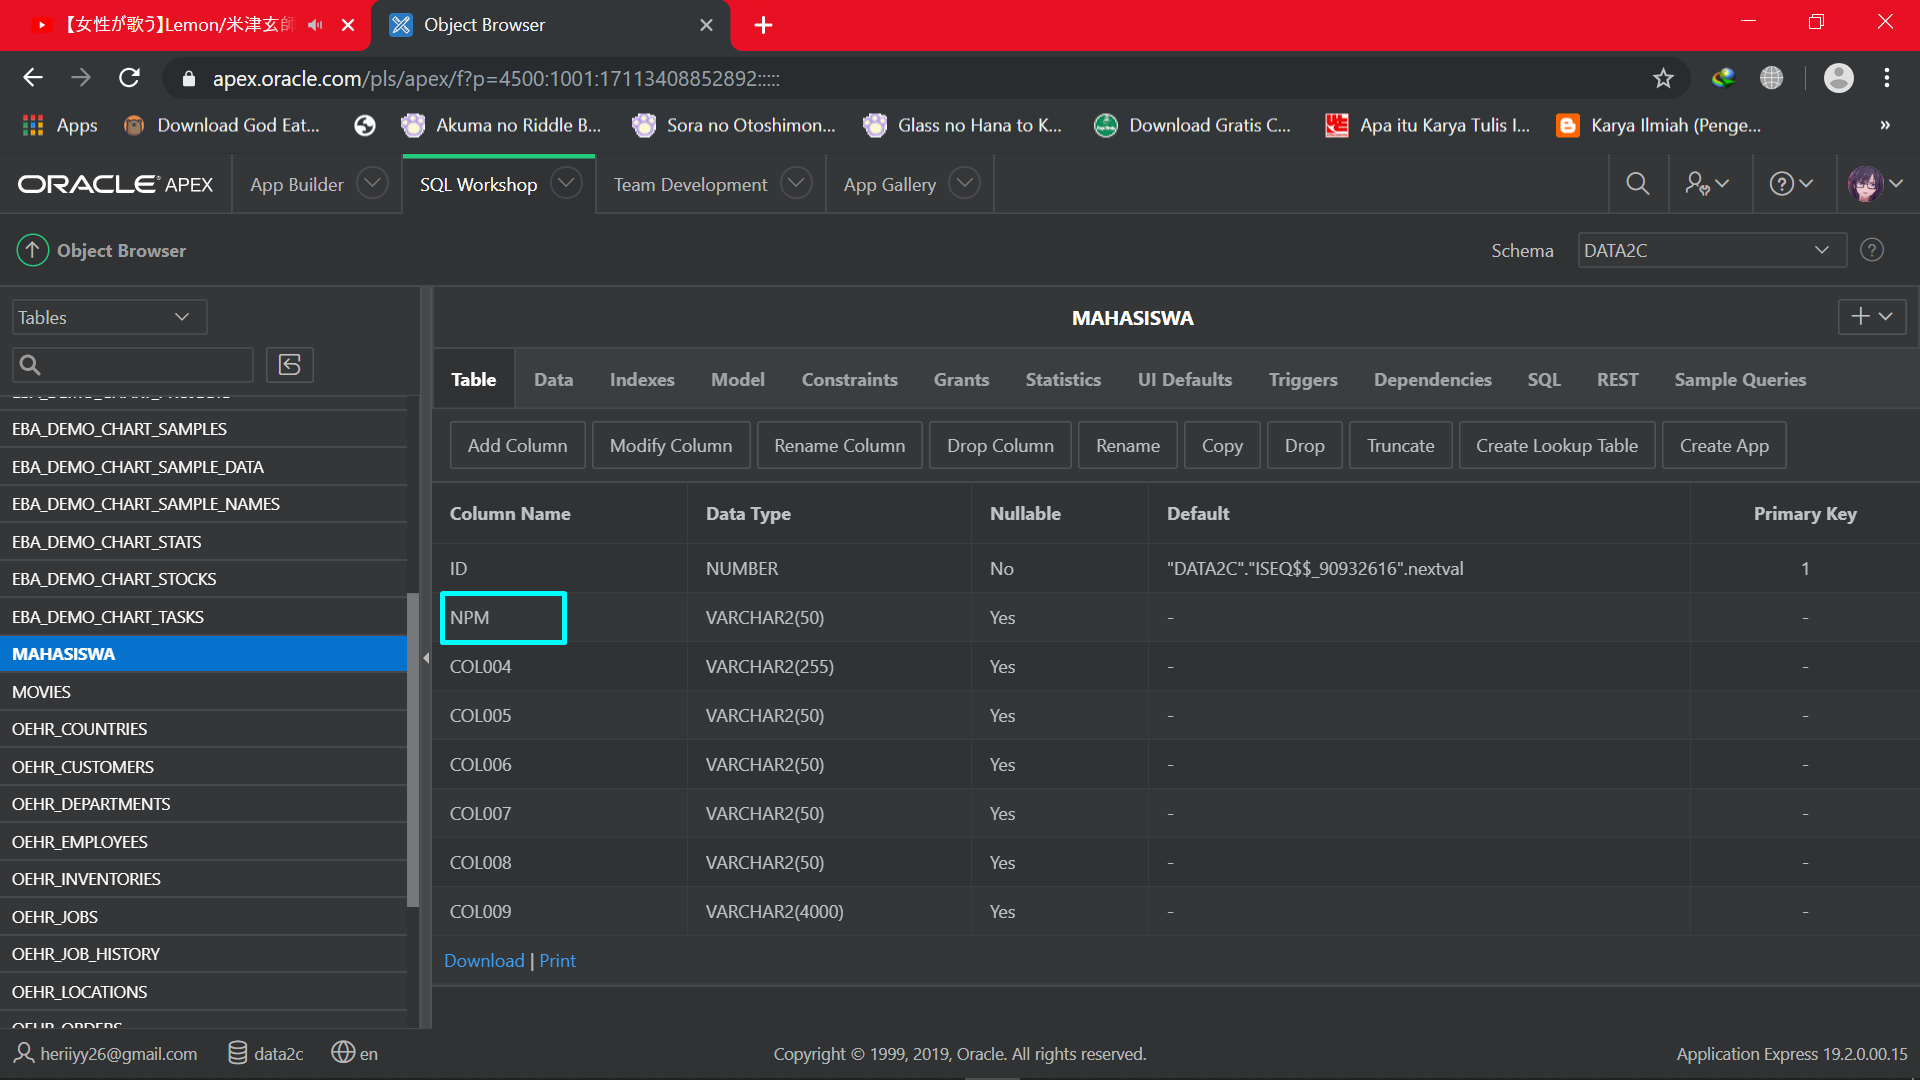 【女性が歌う】Lemon/米津玄師
Object Browser
apex.oracle.com/pls/apex/f?p=4500:1001:17113408852892:::::
Apps
Download God Eat...
Akuma no Riddle B...
Sora no Otoshimon...
Glass no Hana to K...
Download Gratis C...
Apa itu Karya Tulis I...
Karya Ilmiah (Penge...
»
ORACLE APEX
App Builder
SQL Workshop
Team Development
App Gallery
Object Browser
Schema
DATA2C
Tables
MAHASISWA
Table
Data
Indexes
Model
Constraints
Grants
Statistics
UI Defaults
Triggers
Dependencies
SQL
REST
Sample Queries
Add Column
Modify Column
Rename Column
Drop Column
Rename
Copy
Drop
Truncate
Create Lookup Table
Create App
EBA_DEMO_CHART_SAMPLES
EBA_DEMO_CHART_SAMPLE_DATA
EBA_DEMO_CHART_SAMPLE_NAMES
EBA_DEMO_CHART_STATS
EBA_DEMO_CHART_STOCKS
EBA_DEMO_CHART_TASKS
MAHASISWA
MOVIES
OEHR_COUNTRIES
OEHR_CUSTOMERS
OEHR_DEPARTMENTS
OEHR_EMPLOYEES
OEHR_INVENTORIES
OEHR_JOBS
OEHR_JOB_HISTORY
OEHR_LOCATIONS
Column Name Data Type Nullable Default Primary Key
ID NUMBER No "DATA2C"."ISEQ$$_90932616".nextval 1
NPM VARCHAR2(50) Yes - -
COL004 VARCHAR2(255) Yes - -
COL005 VARCHAR2(50) Yes - -
COL006 VARCHAR2(50) Yes - -
COL007 VARCHAR2(50) Yes - -
COL008 VARCHAR2(50) Yes - -
COL009 VARCHAR2(4000) Yes - -
Download | Print
heriiyy26@gmail.com
data2c
en
Copyright © 1999, 2019, Oracle. All rights reserved.
Application Express 19.2.0.00.15